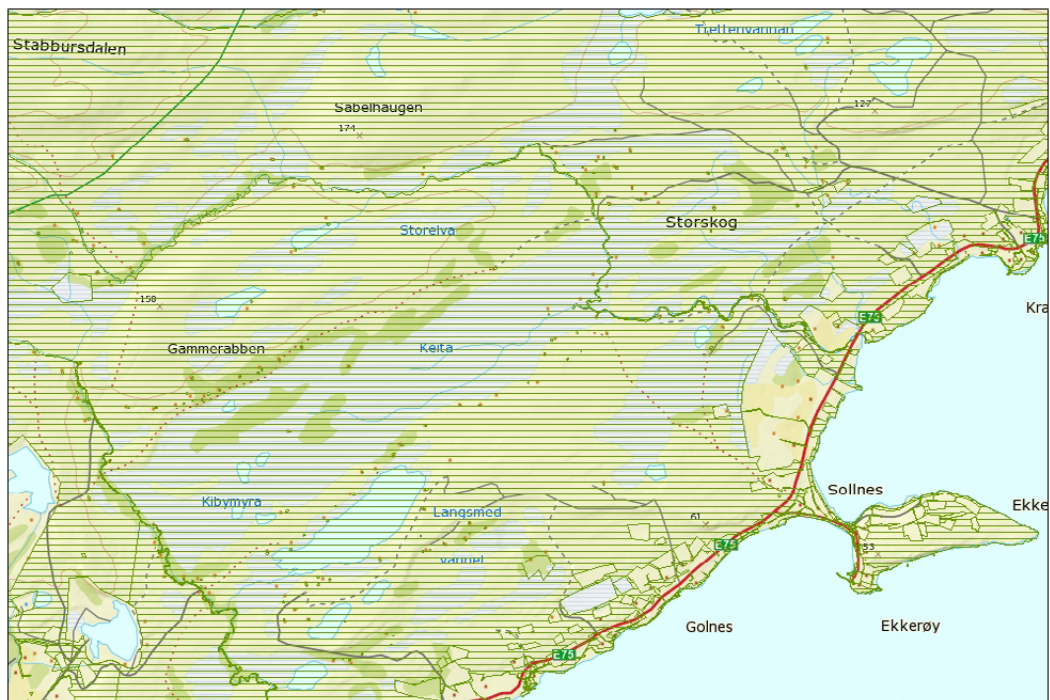 Trettenvannan
Stabbursdalen
Sabelhaugen
127
174
Storskog
Storelva
E75
158
Kra
E75
Gammerabben
Keita
Sollnes
Kibymyra
Langsmed
Ekke
61
vannet
E75
53
Golnes
Ekkerøy
E75